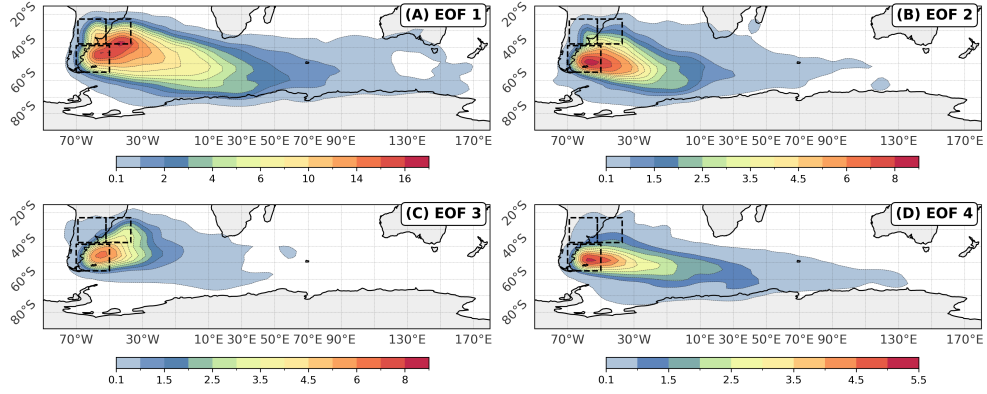 (A) EOF 1
20°S
40°S
60°S
80°S
70°W 30°W 10°E 30°E 50°E 70°E 90°E 130°E 170°E
0.1 2 4 6 10 14 16
(B) EOF 2
20°S
40°S
60°S
80°S
70°W 30°W 10°E 30°E 50°E 70°E 90°E 130°E 170°E
0.1 1.5 2.5 3.5 4.5 6 8
(C) EOF 3
20°S
40°S
60°S
80°S
70°W 30°W 10°E 30°E 50°E 70°E 90°E 130°E 170°E
0.1 1.5 2.5 3.5 4.5 6 8
(D) EOF 4
20°S
40°S
60°S
80°S
70°W 30°W 10°E 30°E 50°E 70°E 90°E 130°E 170°E
0.1 1.5 2.5 3.5 4.5 5.5